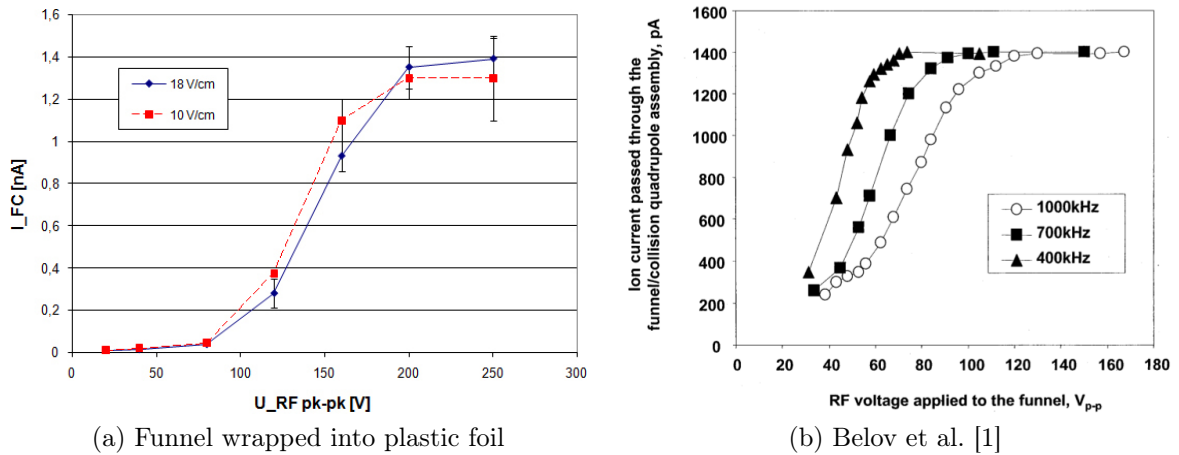 1,6
1,4
1,2
1
0,8
0,6
0,4
0,2
0
I_FC [nA]
18 V/cm
10 V/cm
0
50
100
150
200
250
300
U_RF pk-pk [V]
(a) Funnel wrapped into plastic foil
1600
1400
1200
1000
800
600
400
200
0
Ion current passed through the
funnel/collision quadrupole assembly, pA
1000kHz
700kHz
400kHz
0
20
40
60
80
100
120
140
160
180
RF voltage applied to the funnel, Vp-p
(b) Belov et al. [1]